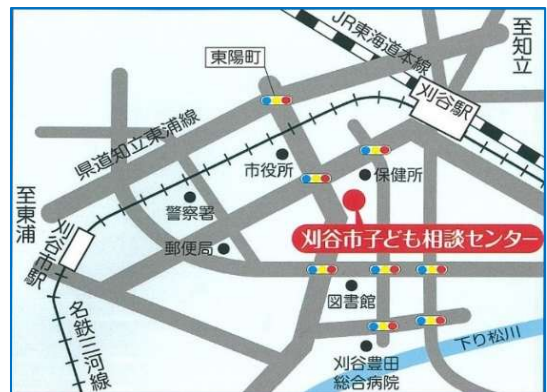 JR東海道本線
至知立
東陽町
刈谷駅
県道知立東浦線
市役所
保健所
至東浦
警察署
刈谷市子ども相談センター
刈谷市駅
郵便局
図書館
名鉄三河線
下り松川
刈谷豊田
総合病院